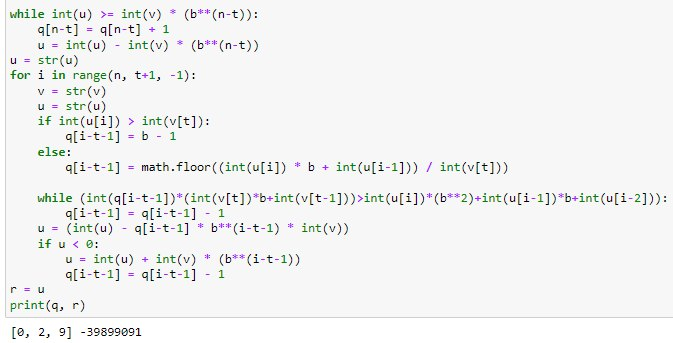 while int(u) >= int(v) * (b**(n-t)):
    q[n-t] = q[n-t] + 1
    u = int(u) - int(v) * (b**(n-t))
u = str(u)
for i in range(n, t+1, -1):
    v = str(v)
    u = str(u)
    if int(u[i]) > int(v[t]):
        q[i-t-1] = b - 1
    else:
        q[i-t-1] = math.floor((int(u[i]) * b + int(u[i-1])) / int(v[t]))

    while (int(q[i-t-1])*(int(v[t])*b+int(v[t-1]))>int(u[i])*(b**2)+int(u[i-1])*b+int(u[i-2])):
        q[i-t-1] = q[i-t-1] - 1
    u = (int(u) - q[i-t-1] * b**(i-t-1) * int(v))
    if u < 0:
        u = int(u) + int(v) * (b**(i-t-1))
        q[i-t-1] = q[i-t-1] - 1
r = u
print(q, r)
[0, 2, 9] -39899091